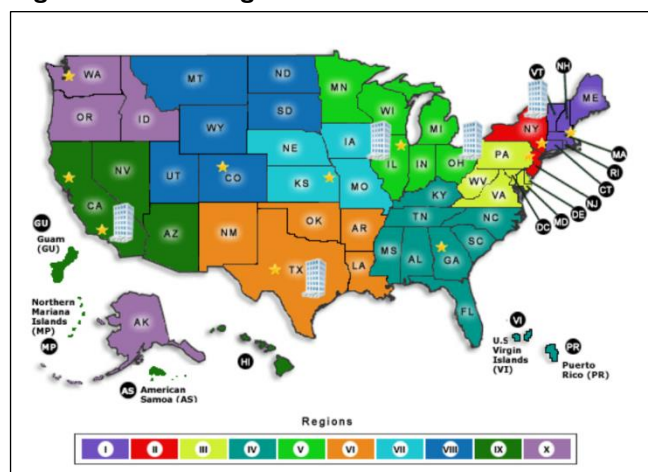 WA
MT
ND
MN
VT
NH
ME
OR
ID
SD
WI
MI
NY
MA
RI
CT
NJ
DE
MD
DC
WY
NE
IA
PA
NV
UT
CO
KS
MO
IL
IN
OH
WV
VA
KY
CA
AZ
NM
OK
AR
TN
NC
SC
MS
AL
GA
TX
LA
FL
GU
Guam
(GU)
Northern
Mariana
Islands
(MP)
MP
AK
HI
AS
American
Samoa (AS)
VI
U.S
Virgin
Islands
(VI)
PR
Puerto
Rico (PR)
Regions
I
II
III
IV
V
VI
VII
VIII
IX
X